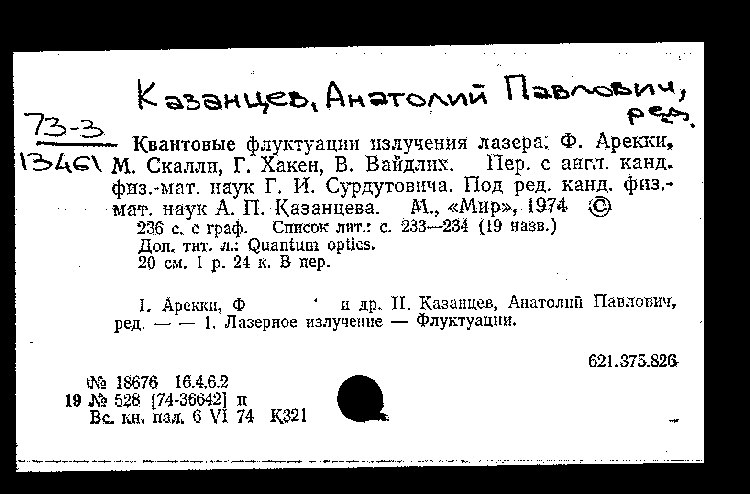 Казанцев, Анатолий Павлович,
ред.
73-3
13461
Квантовые флуктуации излучения лазера: Ф. Арекки,
М. Скалли, Г. Хакен, В. Вайдлих. Пер. с англ. канд.
физ.-мат. наук Г. И. Сурдутовича. Под ред. канд. физ.-
мат. наук А. П. Казанцева. М., «Мир», 1974 ©
236 с. с граф. Список лит.: с. 233—234 (19 назв.)
Доп. тит. л.: Quantum optics.
20 см. 1 р. 24 к. В пер.
I. Арекки, Ф и др. II. Казанцев, Анатолий Павлович,
ред. — — 1. Лазерное излучение — Флуктуации.
621.375.826
№ 18676 16.4.6.2
19 № 528 [74-36642] п
Вс. кн. пал. 6 VI 74 К321